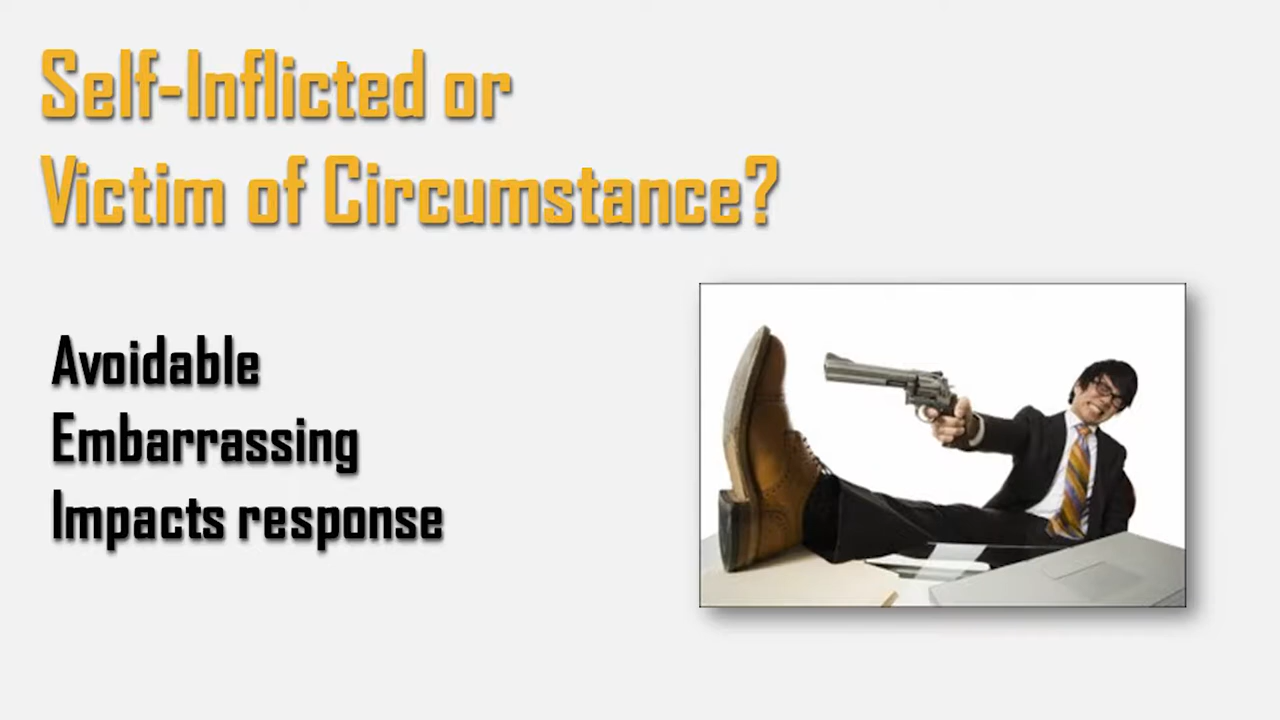 Self-Inflicted or
Victim of Circumstance?
Avoidable
Embarrassing
Impacts response